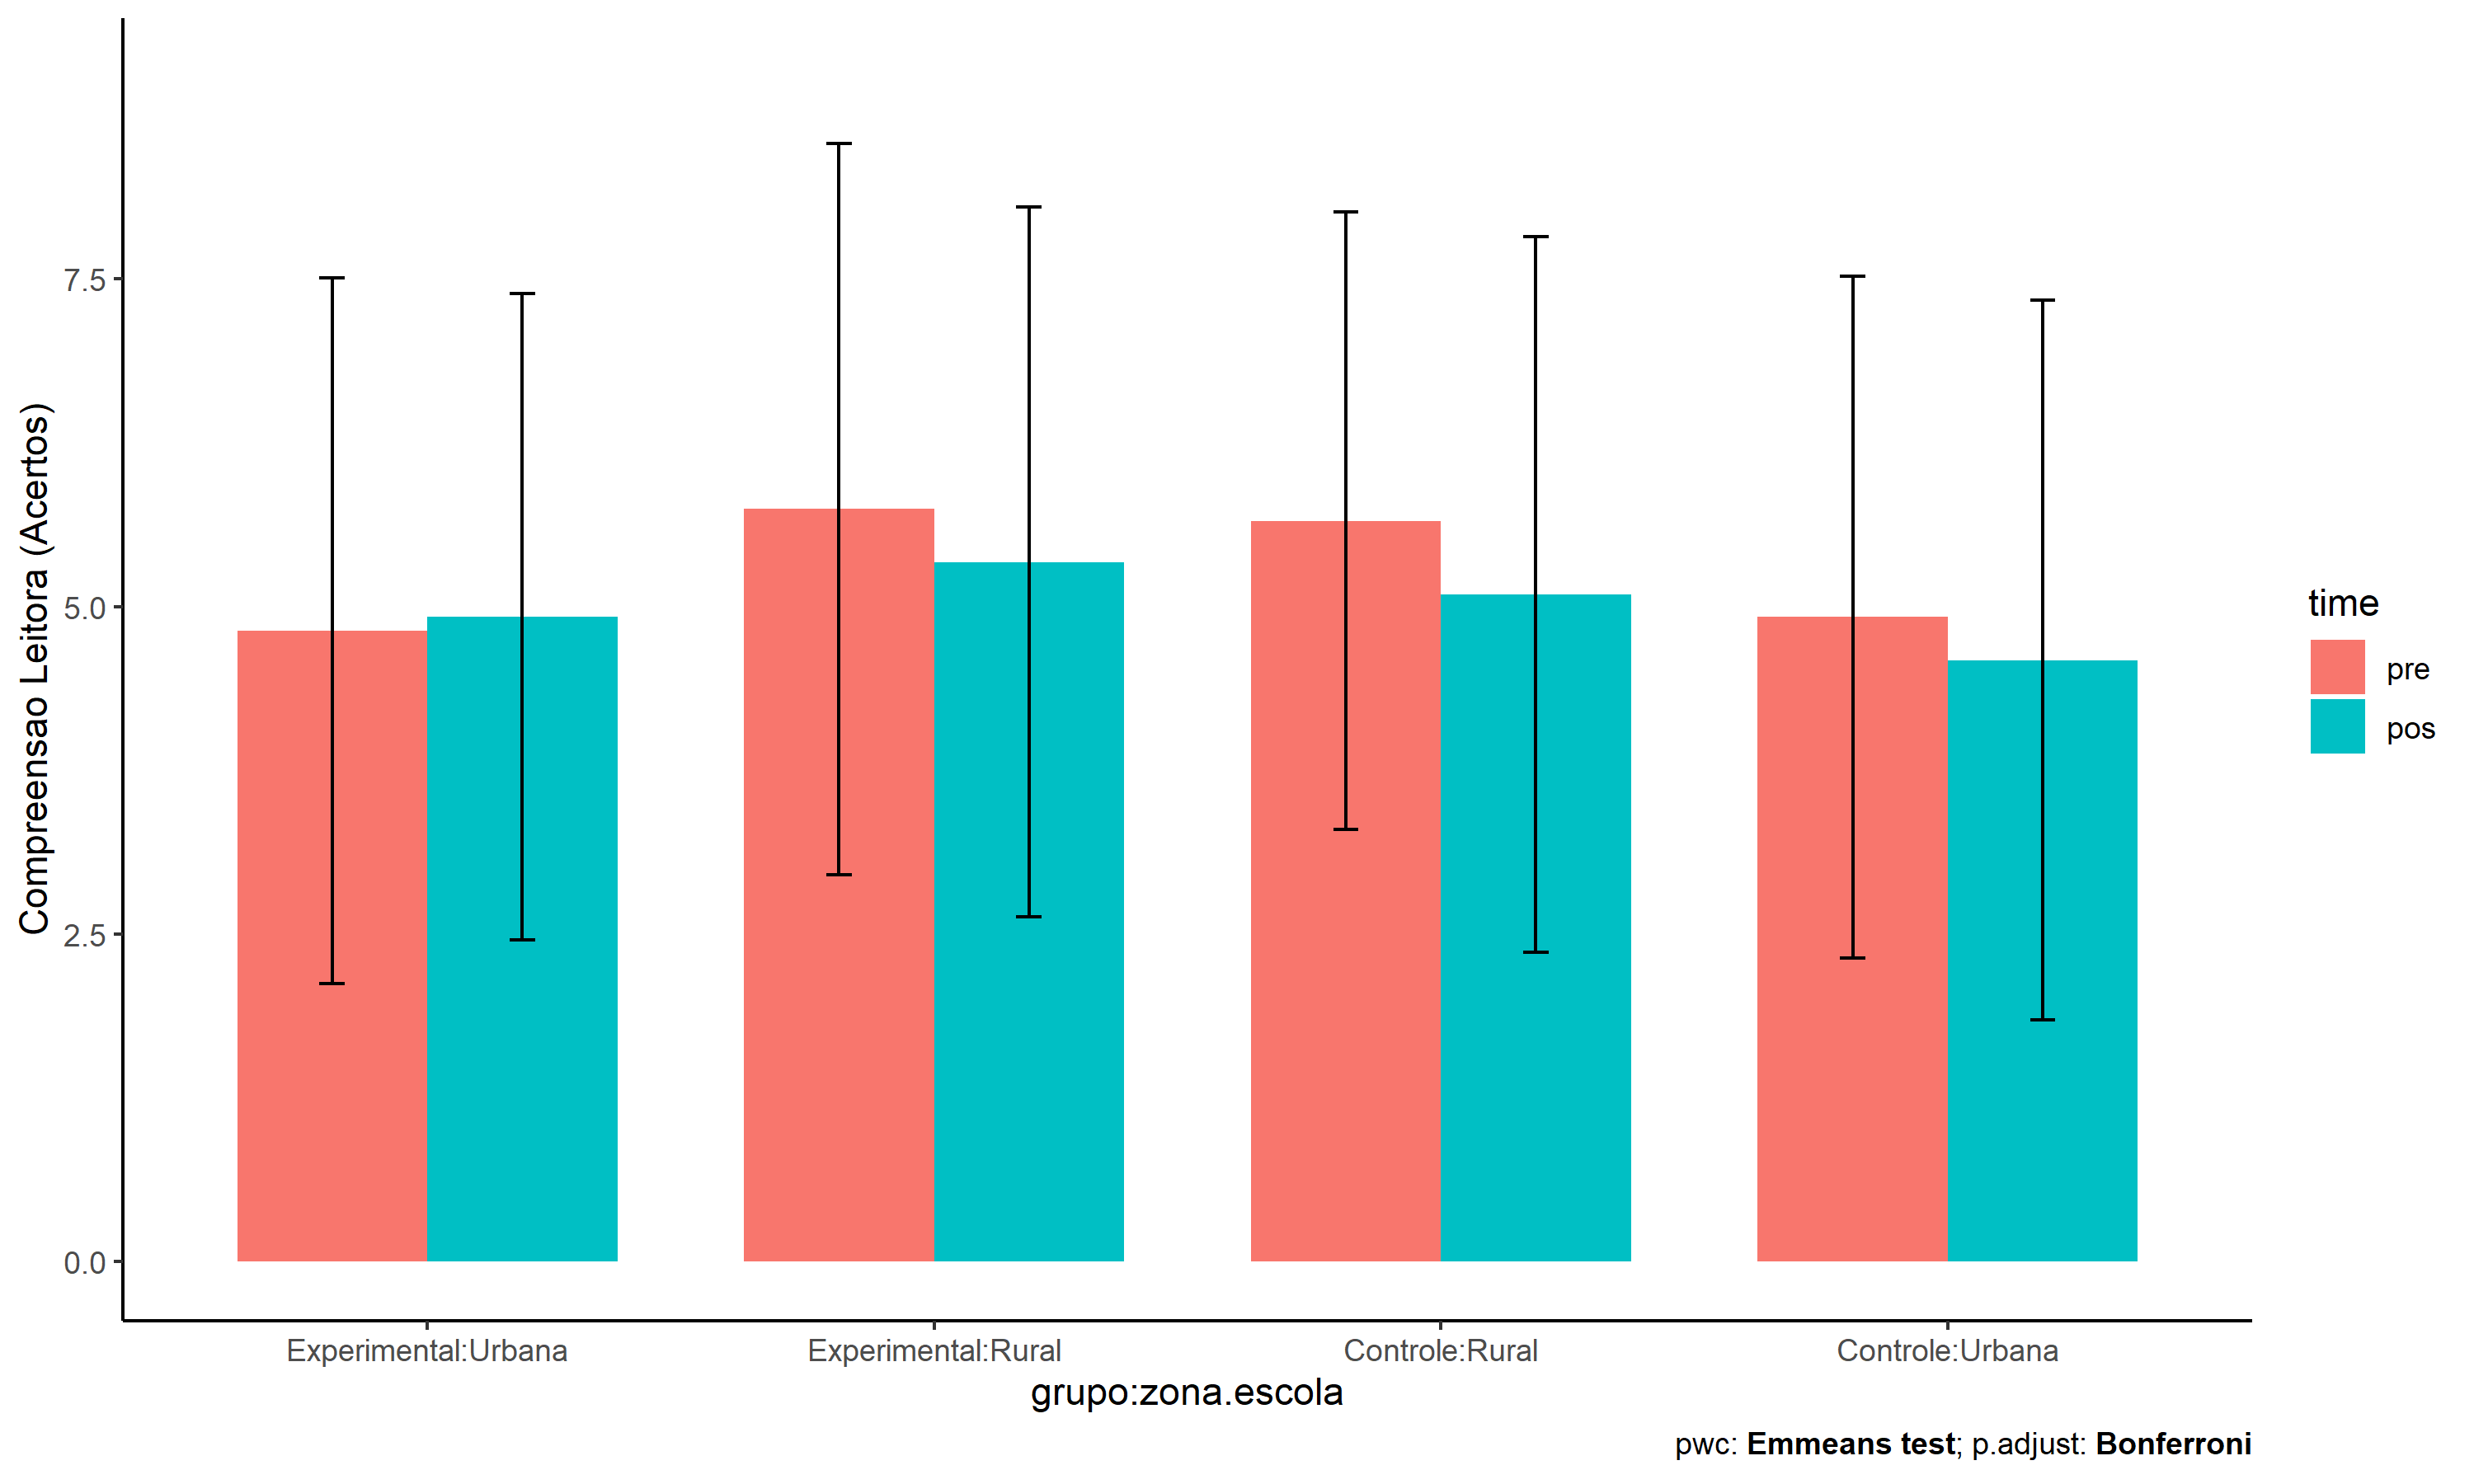 Compreensao Leitora (Acertos)
7.5
5.0
2.5
0.0
Experimental:Urbana
Experimental:Rural
Controle:Rural
Controle:Urbana
grupo:zona.escola
time
pre
pos
pwc: Emmeans test; p.adjust: Bonferroni